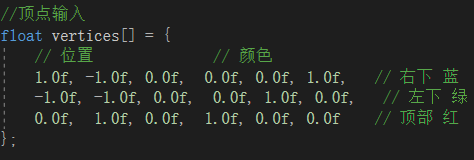 //顶点输入
float vertices[] = {
// 位置 // 颜色
1.0f, -1.0f, 0.0f, 0.0f, 0.0f, 1.0f, // 右下 蓝
-1.0f, -1.0f, 0.0f, 0.0f, 1.0f, 0.0f, // 左下 绿
0.0f, 1.0f, 0.0f, 1.0f, 0.0f, 0.0f // 顶部 红
};